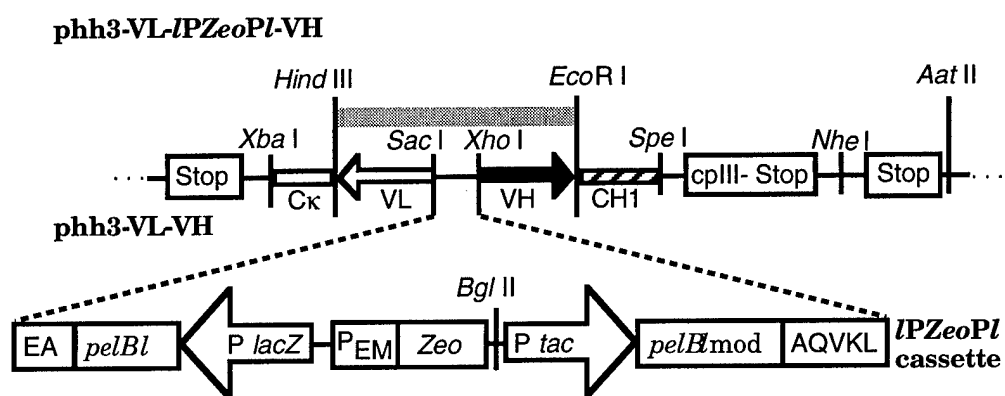 phh3-VL-lPZeoPl-VH
Hind III
EcoR I
Aat II
Xba I
Sac I
Xho I
Spe I
Nhe I
... Stop
Cκ
VL
VH
CH1
cpIII- Stop
Stop ...
phh3-VL-VH
Bgl II
EA
pelBl
P lacZ
PEM
Zeo
P tac
pelBlmod
AQVKL
lPZeoPl
cassette